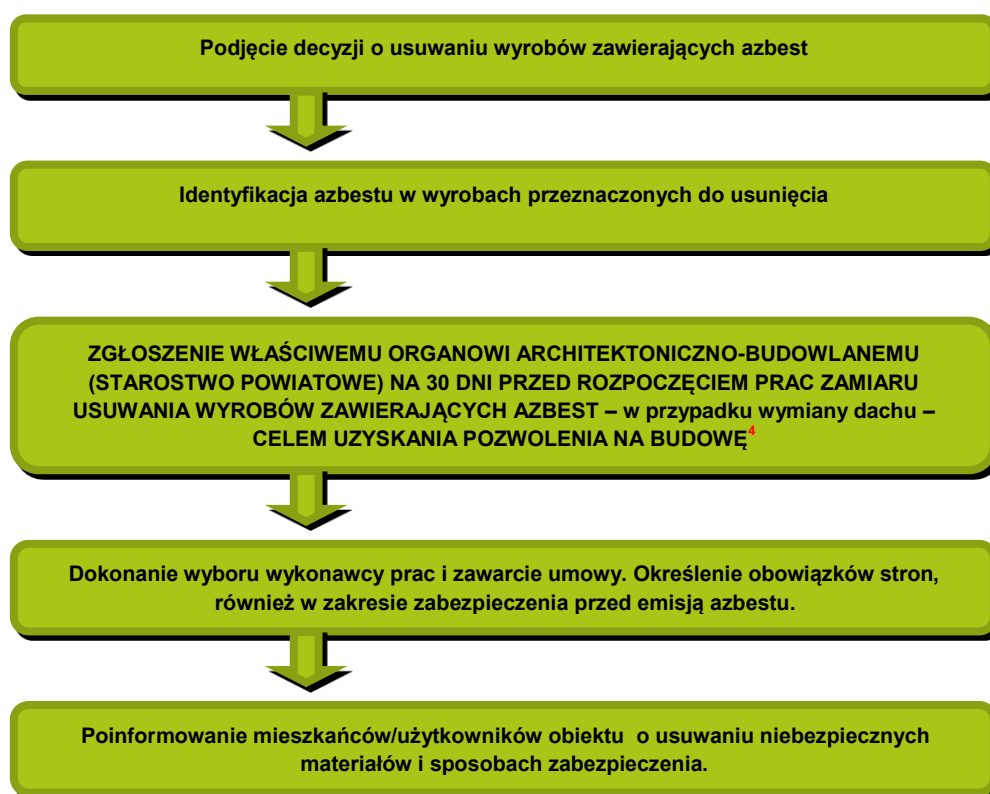 Podjęcie decyzji o usuwaniu wyrobów zawierających azbest
Identyfikacja azbestu w wyrobach przeznaczonych do usunięcia
ZGŁOSZENIE WŁAŚCIWEMU ORGANOWI ARCHITEKTONICZNO-BUDOWLANEMU
(STAROSTWO POWIATOWE) NA 30 DNI PRZED ROZPOCZĘCIEM PRAC ZAMIARU
USUWANIA WYROBÓW ZAWIERAJĄCYCH AZBEST – w przypadku wymiany dachu –
CELEM UZYSKANIA POZWOLENIA NA BUDOWĘ4
Dokonanie wyboru wykonawcy prac i zawarcie umowy. Określenie obowiązków stron,
również w zakresie zabezpieczenia przed emisją azbestu.
Poinformowanie mieszkańców/użytkowników obiektu o usuwaniu niebezpiecznych
materiałów i sposobach zabezpieczenia.